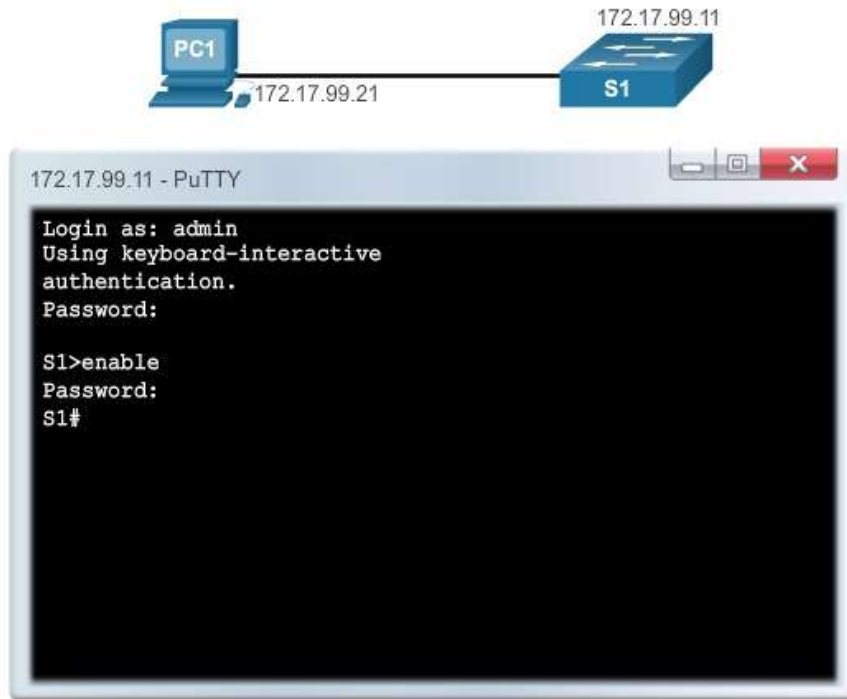 172.17.99.11
PC1
172.17.99.21
S1
172.17.99.11 - PuTTY
Login as: admin
Using keyboard-interactive
authentication.
Password:
S1>enable
Password:
S1#